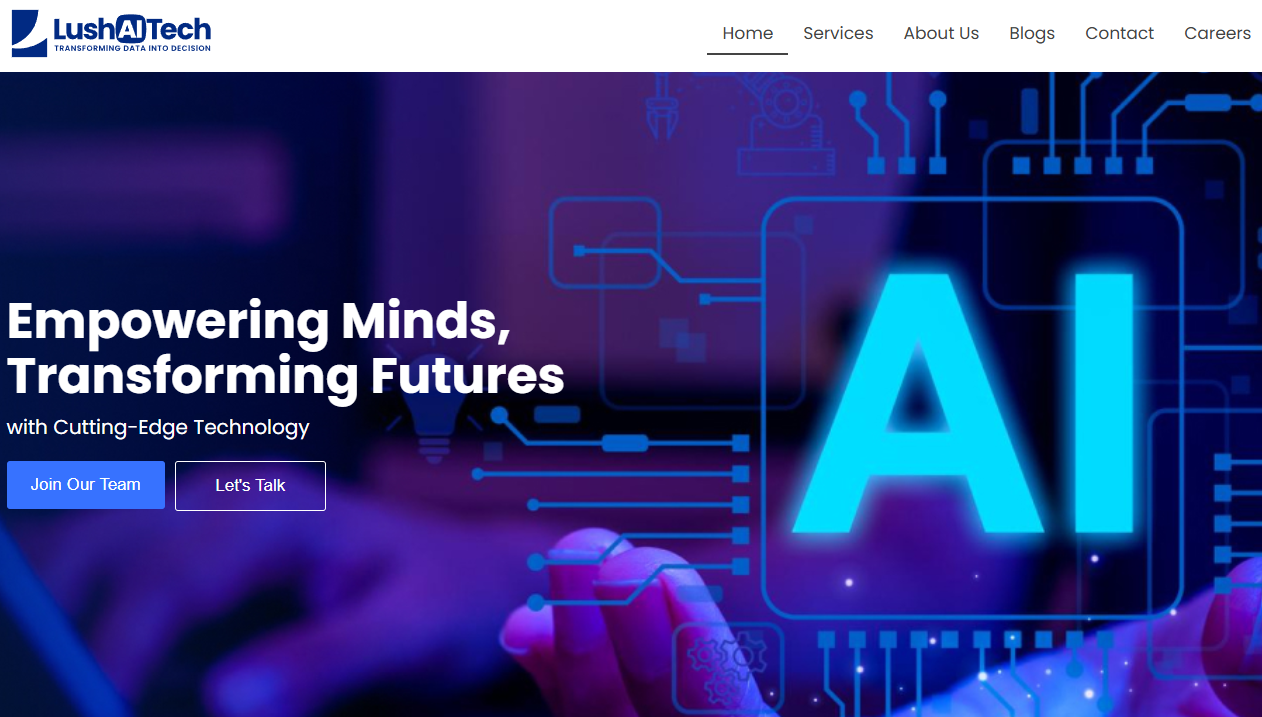 LushAITech
TRANSFORMING DATA INTO DECISION
Home Services About Us Blogs Contact Careers
Empowering Minds,
Transforming Futures
with Cutting-Edge Technology
Join Our Team Let's Talk
AI